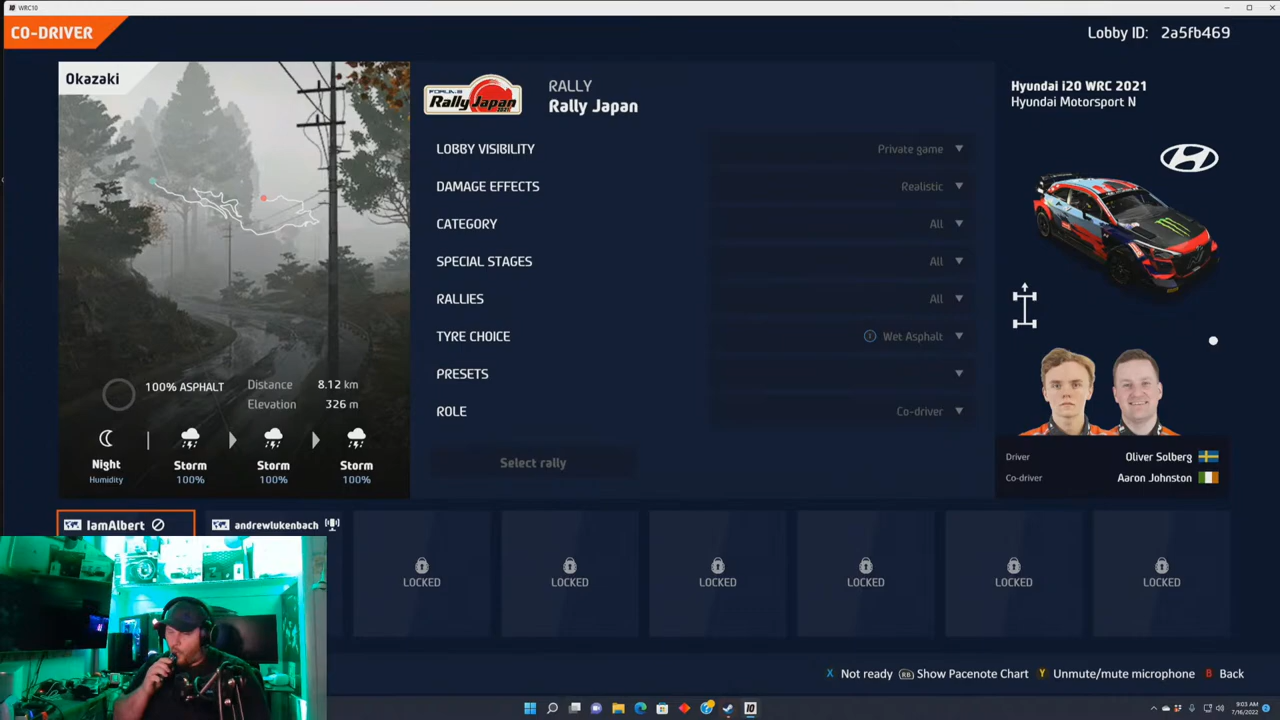 WRC10
CO-DRIVER
Lobby ID: 2a5fb469
Okazaki
100% ASPHALT
Distance 8.12 km
Elevation 326 m
Night Storm Storm Storm
Humidity 100% 100% 100%
Rally Japan
RALLY
Rally Japan
LOBBY VISIBILITY Private game
DAMAGE EFFECTS Realistic
CATEGORY All
SPECIAL STAGES All
RALLIES All
TYRE CHOICE Wet Asphalt
PRESETS
ROLE Co-driver
Select rally
Hyundai i20 WRC 2021
Hyundai Motorsport N
Driver Oliver Solberg
Co-driver Aaron Johnston
IamAlbert andrewlukenbach
LOCKED LOCKED LOCKED LOCKED LOCKED LOCKED
X Not ready RB Show Pacenote Chart Y Unmute/mute microphone B Back
9:03 AM
7/16/2022